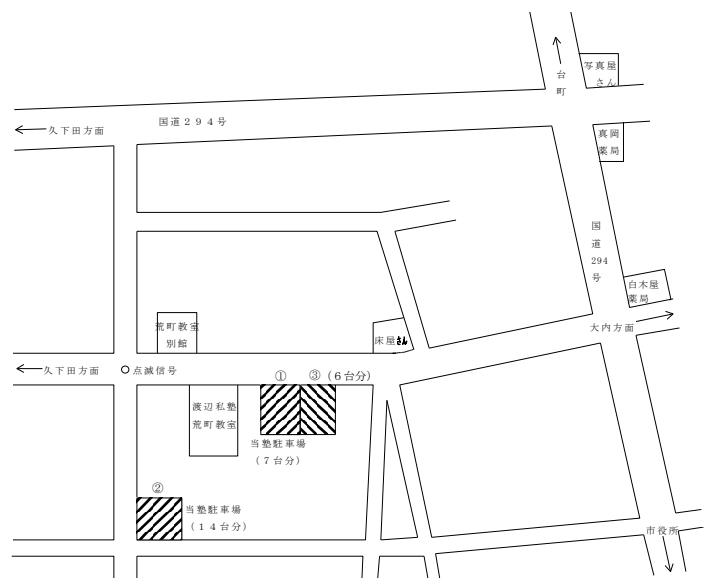 写真屋
さん
台
町
国道２９４号
久下田方面
真岡
薬局
国
道
294
号
白木屋
薬局
荒町教室
別館
床屋さん
大内方面
久下田方面
点滅信号
①
③（６台分）
渡辺私塾
荒町教室
当塾駐車場
（７台分）
②
当塾駐車場
（１４台分）
市役所